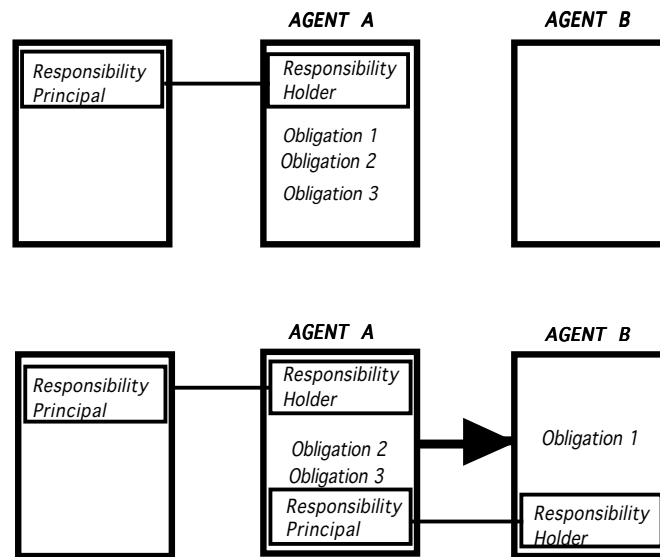 AGENT A
AGENT B
Responsibility
Principal
Responsibility
Holder
Obligation 1
Obligation 2
Obligation 3
AGENT A
AGENT B
Responsibility
Principal
Responsibility
Holder
Obligation 2
Obligation 3
Responsibility
Principal
Obligation 1
Responsibility
Holder